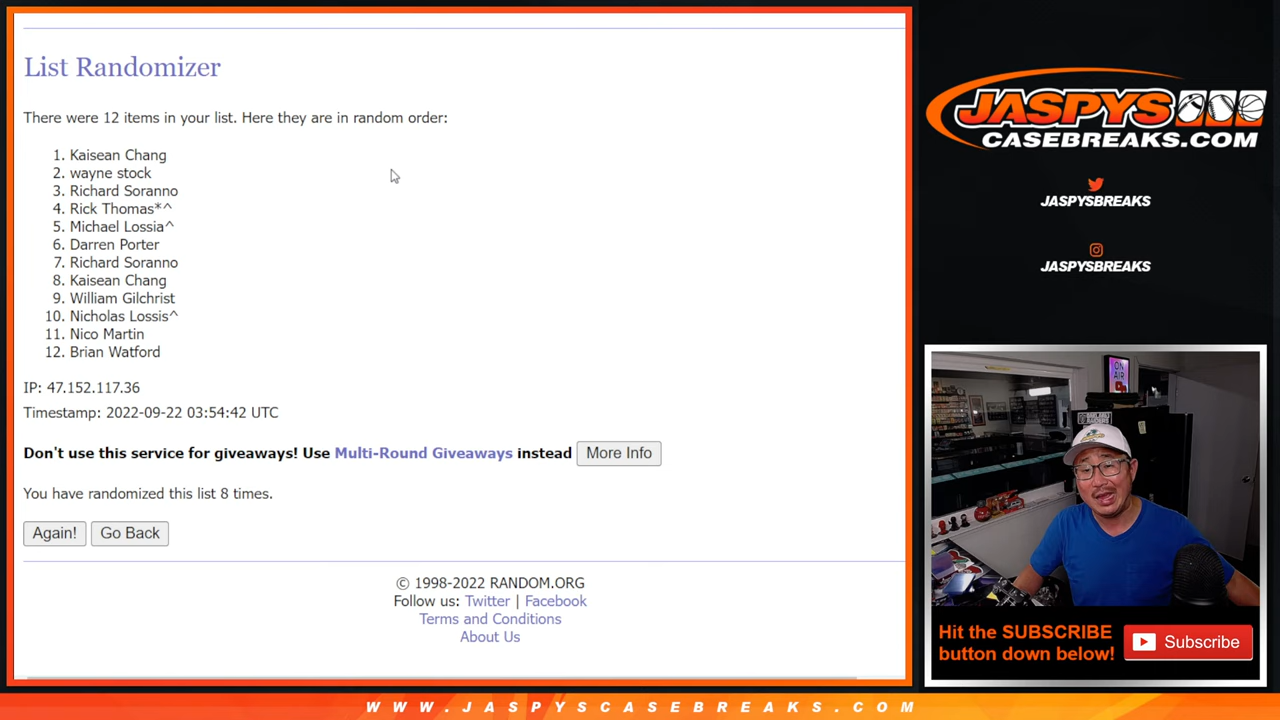 List Randomizer
There were 12 items in your list. Here they are in random order:
1. Kaisean Chang
2. wayne stock
3. Richard Soranno
4. Rick Thomas*^
5. Michael Lossia^
6. Darren Porter
7. Richard Soranno
8. Kaisean Chang
9. William Gilchrist
10. Nicholas Lossis^
11. Nico Martin
12. Brian Watford
IP: 47.152.117.36
Timestamp: 2022-09-22 03:54:42 UTC
Don't use this service for giveaways! Use Multi-Round Giveaways instead More Info
You have randomized this list 8 times.
Again! Go Back
© 1998-2022 RANDOM.ORG
Follow us: Twitter | Facebook
Terms and Conditions
About Us
JASPYS
CASEBREAKS.COM
JASPYSBREAKS
JASPYSBREAKS
ON
AIR
Hit the SUBSCRIBE
button down below!
Subscribe
WWW.JASPYSCASEBREAKS.COM